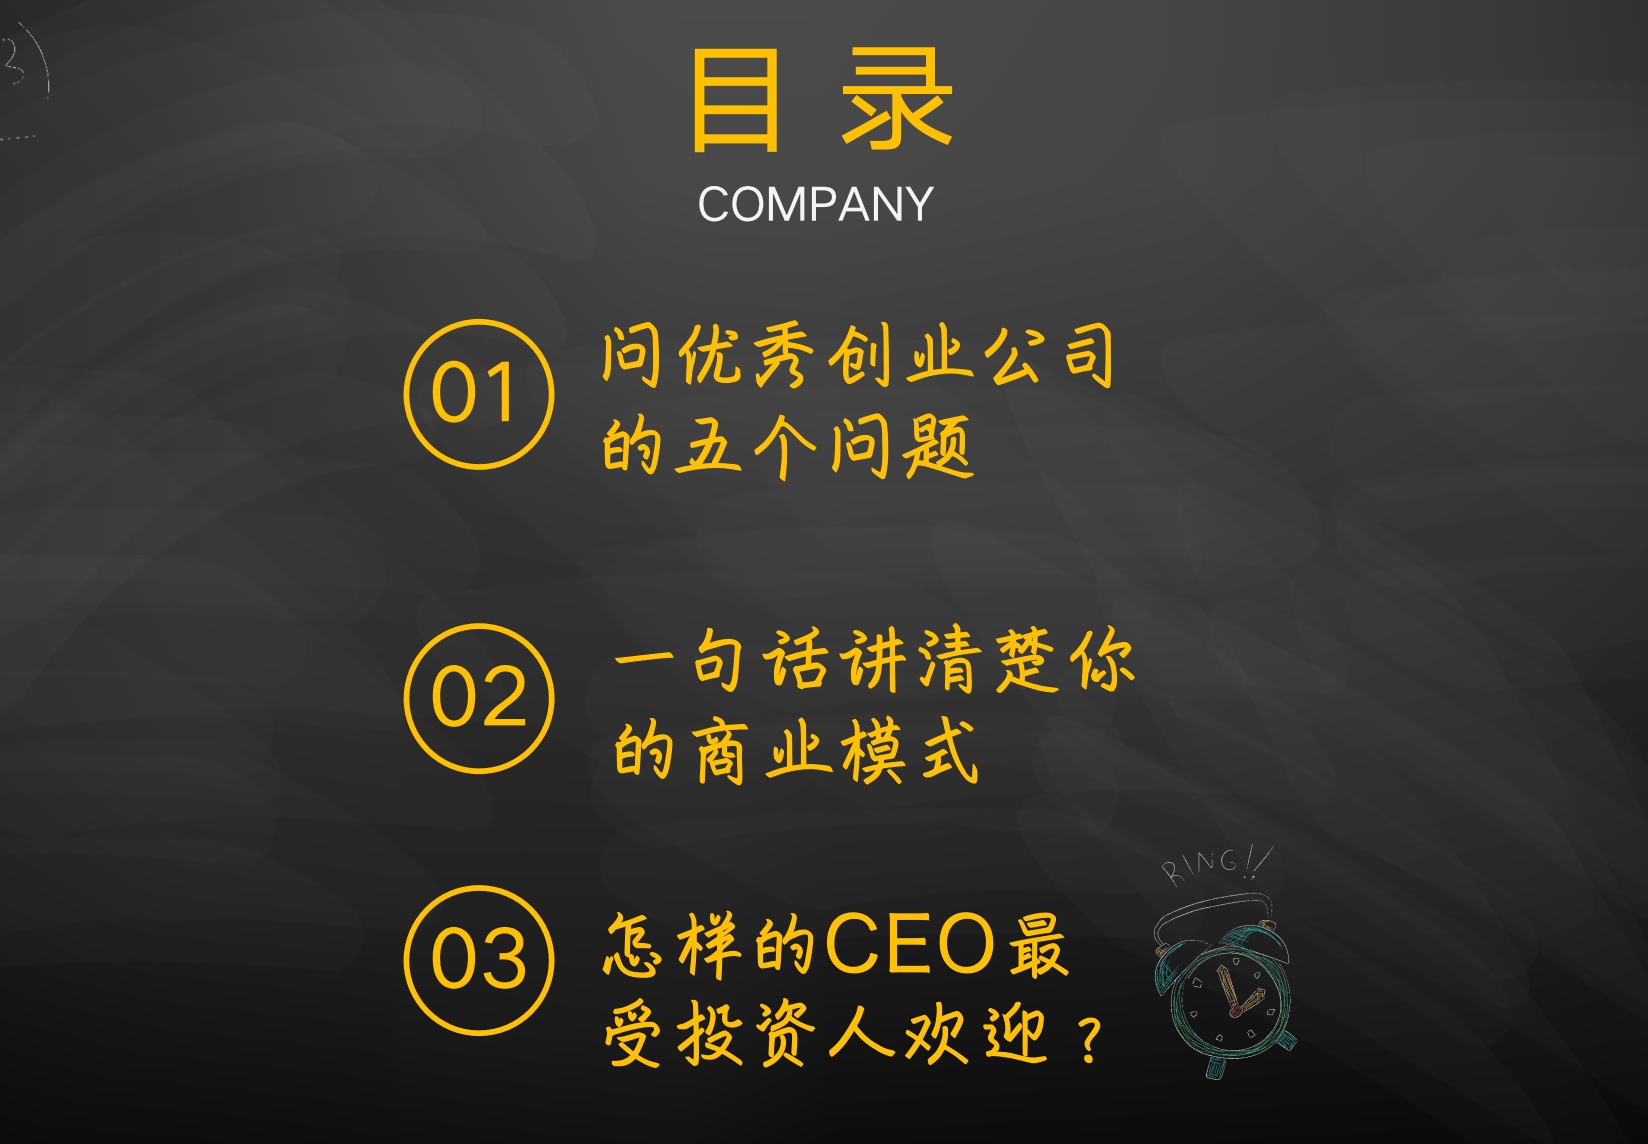 3
目录
COMPANY
01
问优秀创业公司
的五个问题
02
一句话讲清楚你
的商业模式
03
怎样的CEO最
受投资人欢迎？
RING!!